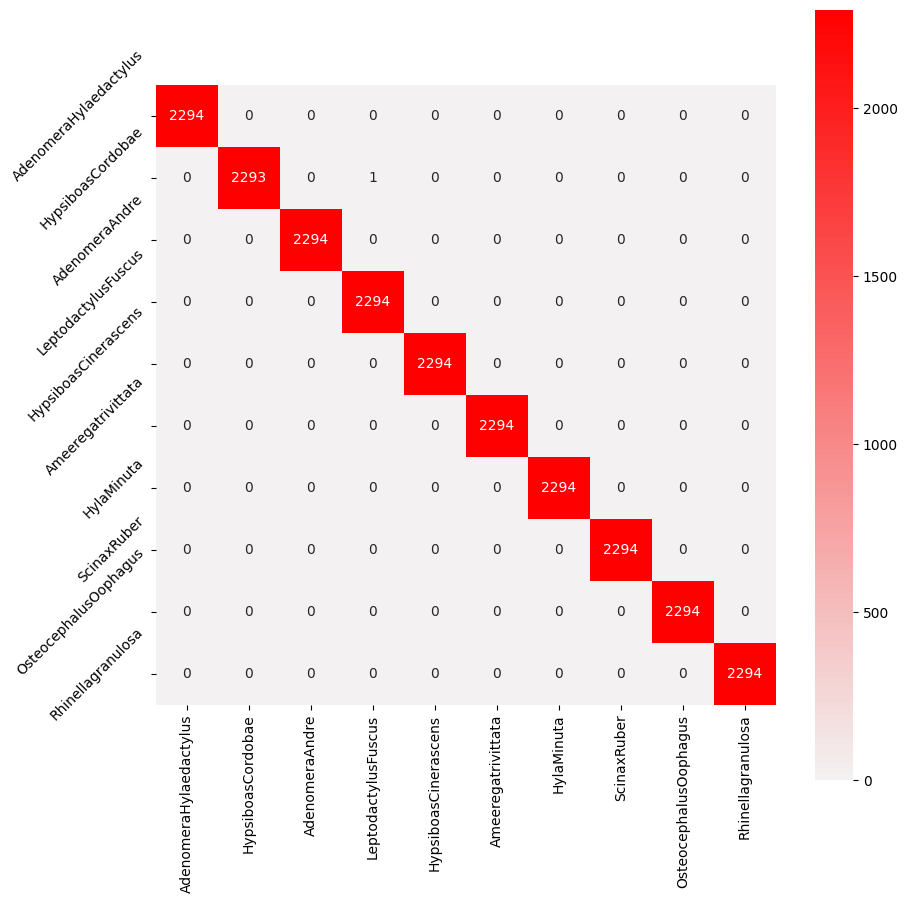 AdenomeraHylaedactylus
HypsiboasCordobae
AdenomeraAndre
LeptodactylusFuscus
HypsiboasCinerascens
Ameeregatrivittata
HylaMinuta
ScinaxRuber
OsteocephalusOophagus
Rhinellagranulosa
2294 0 0 0 0 0 0 0 0 0
0 2293 0 1 0 0 0 0 0 0
0 0 2294 0 0 0 0 0 0 0
0 0 0 2294 0 0 0 0 0 0
0 0 0 0 2294 0 0 0 0 0
0 0 0 0 0 2294 0 0 0 0
0 0 0 0 0 0 2294 0 0 0
0 0 0 0 0 0 0 2294 0 0
0 0 0 0 0 0 0 0 2294 0
0 0 0 0 0 0 0 0 0 2294
AdenomeraHylaedactylus
HypsiboasCordobae
AdenomeraAndre
LeptodactylusFuscus
HypsiboasCinerascens
Ameeregatrivittata
HylaMinuta
ScinaxRuber
OsteocephalusOophagus
Rhinellagranulosa
2000
1500
1000
500
0